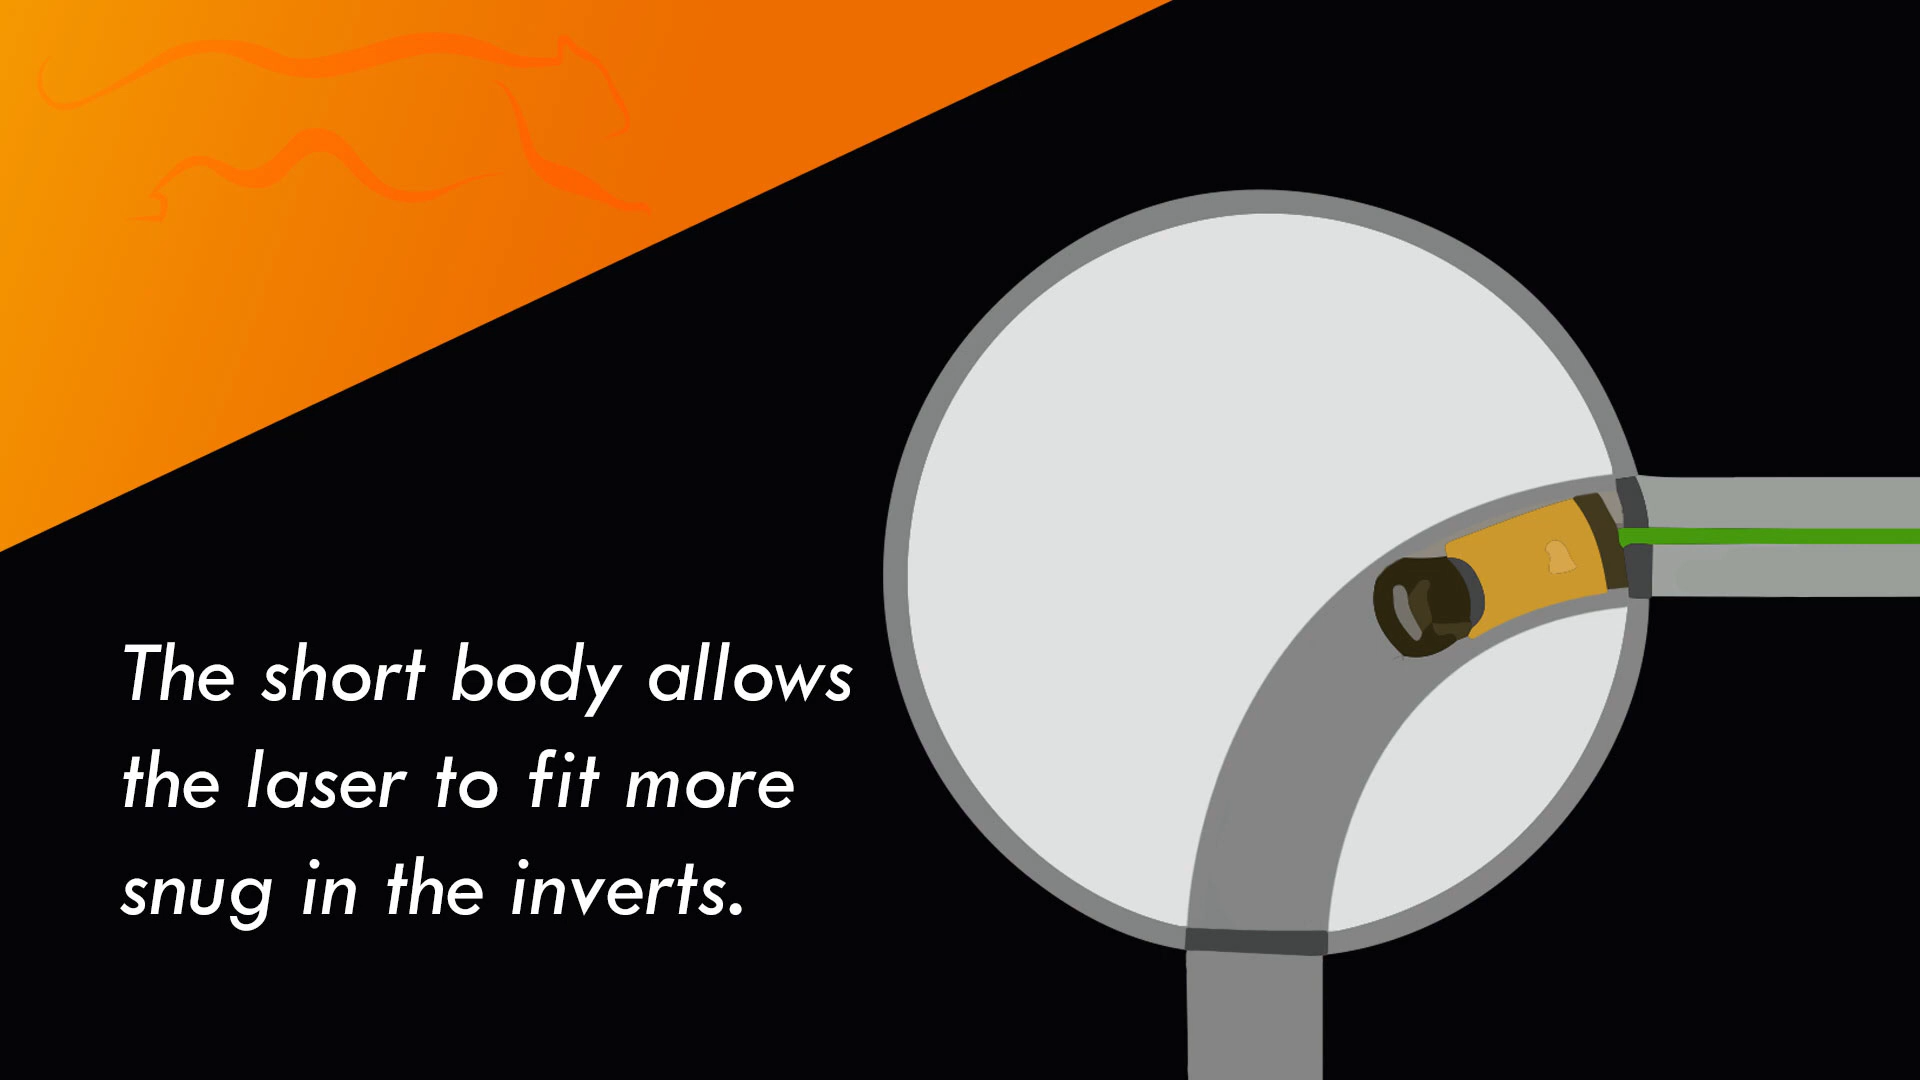 The short body allows
the laser to fit more
snug in the inverts.